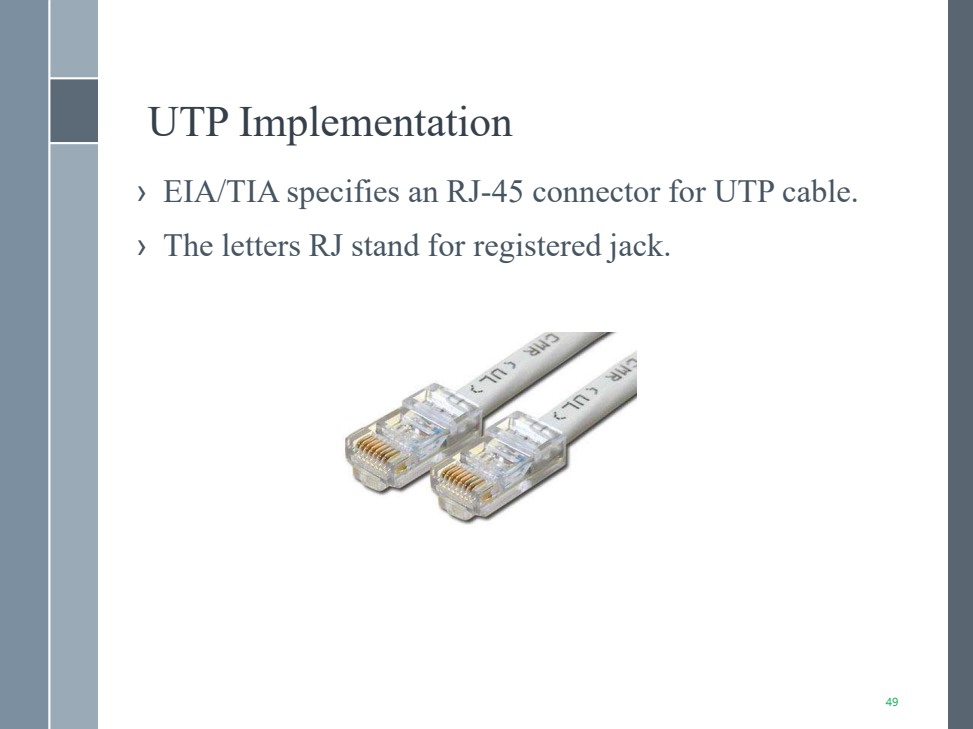 UTP Implementation
› EIA/TIA specifies an RJ-45 connector for UTP cable.
› The letters RJ stand for registered jack.
CMR
(UL)
CMR
(UL)
49